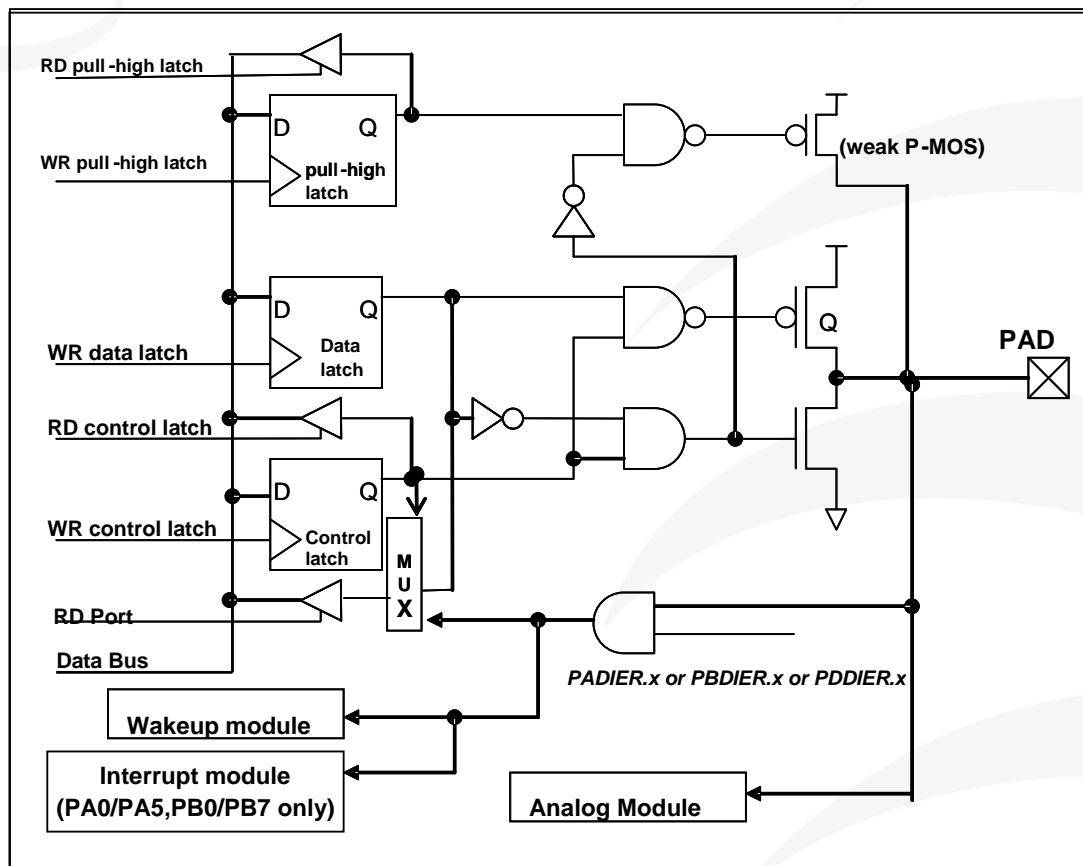 RD pull-high latch
D Q
(weak P-MOS)
WR pull-high latch
pull-high
latch
D Q
Q
Data
latch
WR data latch
PAD
RD control latch
D Q
WR control latch
Control
latch
M
U
X
RD Port
Data Bus
PADIER.x or PBDIER.x or PDDIER.x
Wakeup module
Interrupt module
(PA0/PA5,PB0/PB7 only)
Analog Module